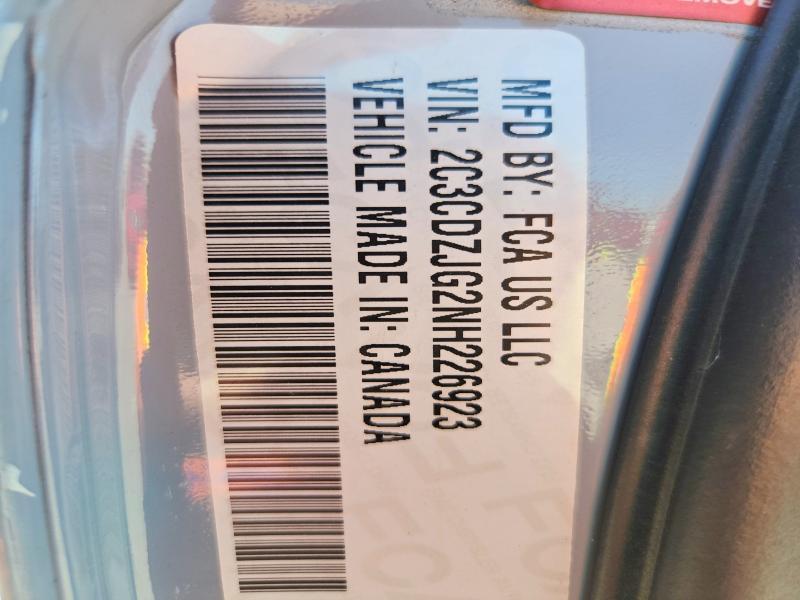 MFD BY: FCA US LLC
VIN: 2C3CDZJG2NH226923
VEHICLE MADE IN: CANADA